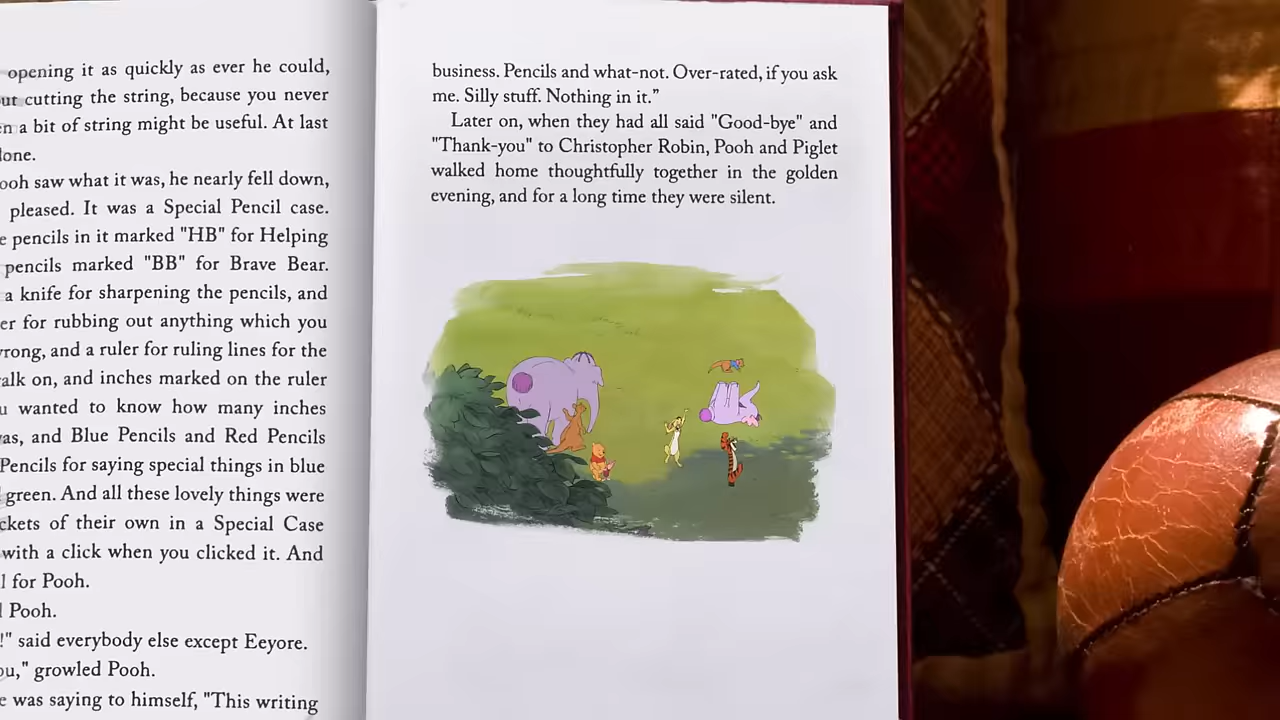 opening it as quickly as ever he could,
cutting the string, because you never
a bit of string might be useful. At last
saw what it was, he nearly fell down,
pleased. It was a Special Pencil case.
pencils in it marked "HB" for Helping
pencils marked "BB" for Brave Bear.
a knife for sharpening the pencils, and
for rubbing out anything which you
and a ruler for ruling lines for the
on, and inches marked on the ruler
wanted to know how many inches
and Blue Pencils and Red Pencils
Pencils for saying special things in blue
green. And all these lovely things were
of their own in a Special Case
with a click when you clicked it. And
for Pooh.
Pooh.
said everybody else except Eeyore.
growled Pooh.
was saying to himself, "This writing
business. Pencils and what-not. Over-rated, if you ask
me. Silly stuff. Nothing in it."
Later on, when they had all said "Good-bye" and
"Thank-you" to Christopher Robin, Pooh and Piglet
walked home thoughtfully together in the golden
evening, and for a long time they were silent.